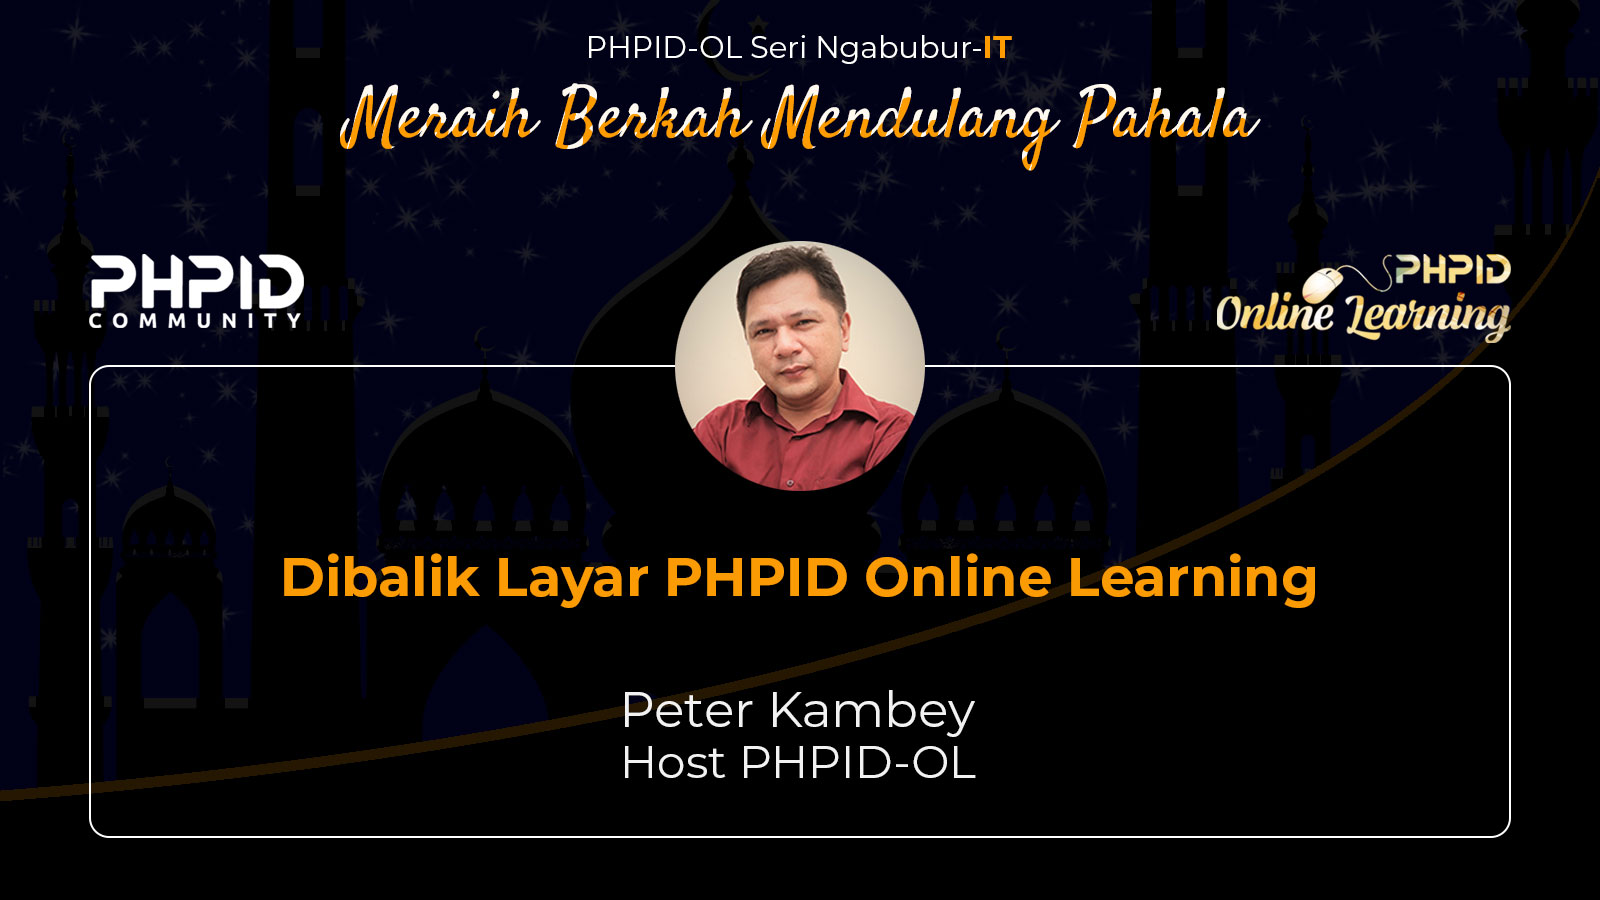 PHPID-OL Seri Ngabubur-IT
Meraih Berkah Mendulang Pahala
PHPID
COMMUNITY
PHPID
Online Learning
Dibalik Layar PHPID Online Learning
Peter Kambey
Host PHPID-OL